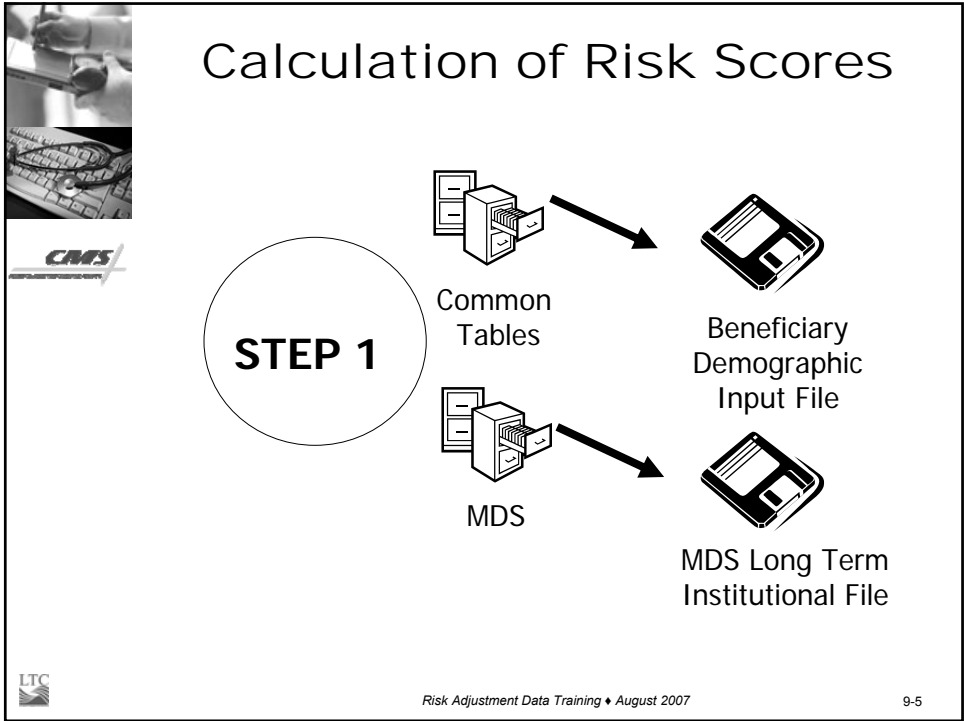 Calculation of Risk Scores
CMS
STEP 1
Common
Tables
Beneficiary
Demographic
Input File
MDS
MDS Long Term
Institutional File
LTC
Risk Adjustment Data Training ♦ August 2007
9-5